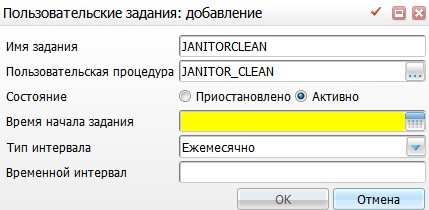 Пользовательские задания: добавление
Имя задания JANITORCLEAN
Пользовательская процедура JANITOR_CLEAN ...
Состояние Приостановлено Активно
Время начала задания
Тип интервала Ежемесячно
Временной интервал
OK Отмена